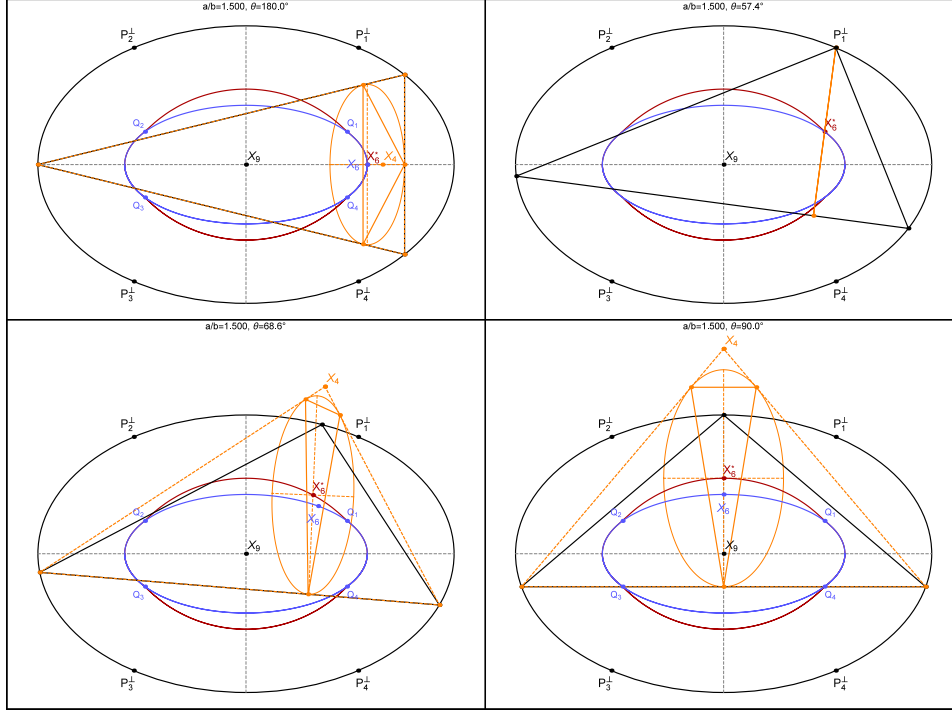 a/b=1.500, θ=180.0°
P₂⊥
P₁⊥
Q₂
Q₁
X₉
X₆
X₆*
X₄
Q₃
Q₄
P₃⊥
P₄⊥
a/b=1.500, θ=57.4°
P₂⊥
P₁⊥
X₆*
X₉
P₃⊥
P₄⊥
a/b=1.500, θ=68.6°
X₄
P₂⊥
P₁⊥
X₆*
Q₂
X₆
Q₁
X₉
Q₃
Q₄
P₃⊥
P₄⊥
a/b=1.500, θ=90.0°
X₄
P₂⊥
P₁⊥
X₆*
Q₂
X₆
Q₁
X₉
Q₃
Q₄
P₃⊥
P₄⊥